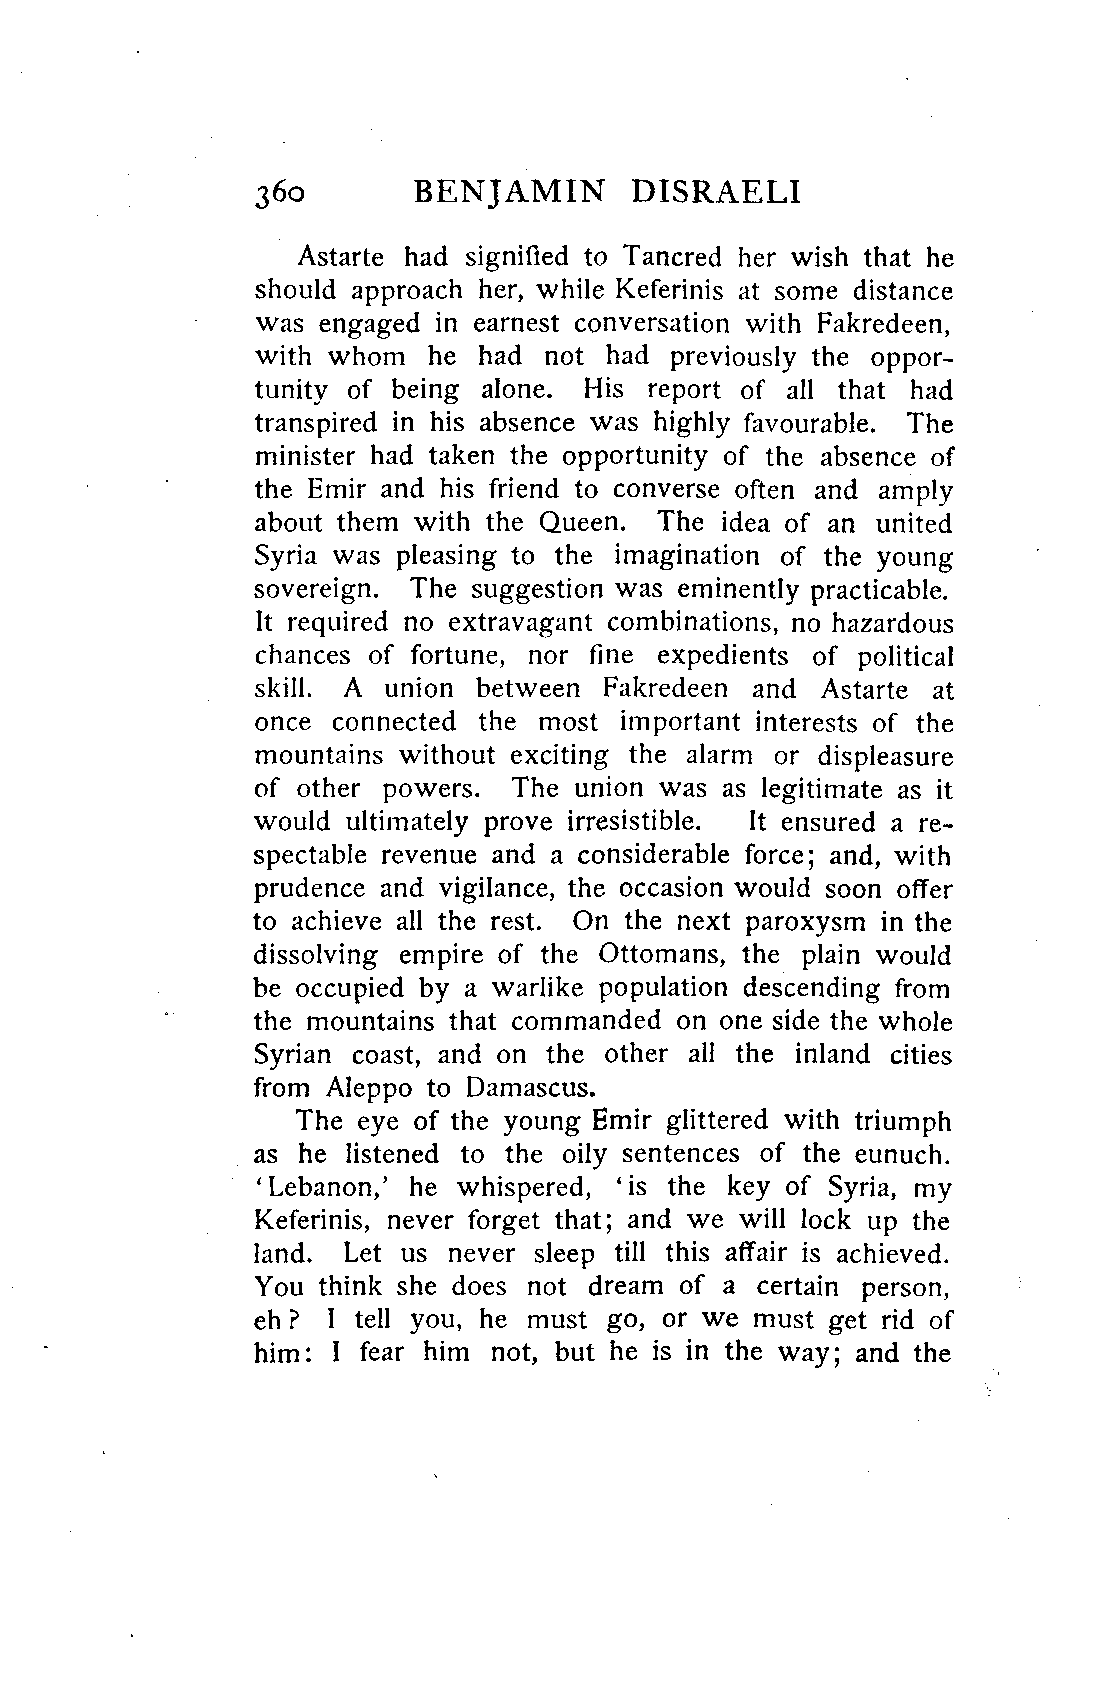 360 BENJAMIN DISRAELI
Astarte had signified to Tancred her wish that he
should approach her, while Keferinis at some distance
was engaged in earnest conversation with Fakredeen,
with whom he had not had previously the oppor-
tunity of being alone. His report of all that had
transpired in his absence was highly favourable. The
minister had taken the opportunity of the absence of
the Emir and his friend to converse often and amply
about them with the Queen. The idea of an united
Syria was pleasing to the imagination of the young
sovereign. The suggestion was eminently practicable.
It required no extravagant combinations, no hazardous
chances of fortune, nor fine expedients of political
skill. A union between Fakredeen and Astarte at
once connected the most important interests of the
mountains without exciting the alarm or displeasure
of other powers. The union was as legitimate as it
would ultimately prove irresistible. It ensured a re-
spectable revenue and a considerable force; and, with
prudence and vigilance, the occasion would soon offer
to achieve all the rest. On the next paroxysm in the
dissolving empire of the Ottomans, the plain would
be occupied by a warlike population descending from
the mountains that commanded on one side the whole
Syrian coast, and on the other all the inland cities
from Aleppo to Damascus.
The eye of the young Emir glittered with triumph
as he listened to the oily sentences of the eunuch.
‘Lebanon,’ he whispered, ‘is the key of Syria, my
Keferinis, never forget that; and we will lock up the
land. Let us never sleep till this affair is achieved.
You think she does not dream of a certain person,
eh? I tell you, he must go, or we must get rid of
him: I fear him not, but he is in the way; and the